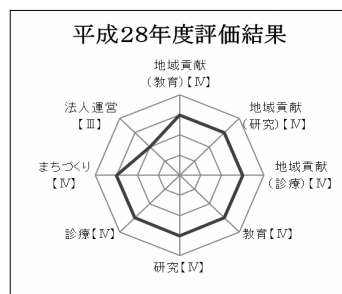 平成28年度評価結果
地域貢献
(教育)【Ⅳ】
地域貢献
(研究)【Ⅳ】
地域貢献
(診療)【Ⅳ】
教育【Ⅳ】
研究【Ⅳ】
診療【Ⅳ】
まちづくり
【Ⅳ】
法人運営
【Ⅲ】